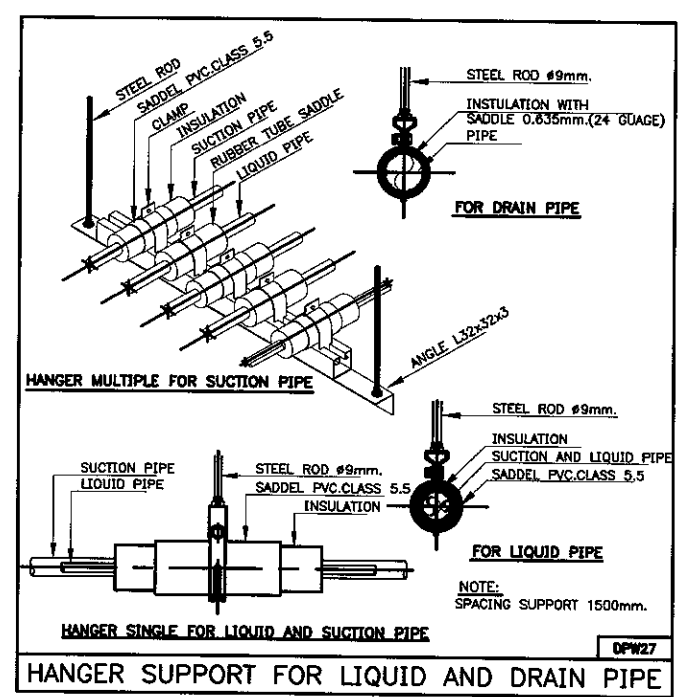 STEEL ROD
SADDEL PVC.CLASS 5.5
CLAMP
INSULATION
SUCTION PIPE
RUBBER TUBE SADDLE
LIQUID PIPE
ANGLE L32x32x3
HANGER MULTIPLE FOR SUCTION PIPE
STEEL ROD ø9mm.
INSTULATION WITH
SADDLE 0.635mm.(24 GUAGE)
PIPE
FOR DRAIN PIPE
STEEL ROD ø9mm.
INSULATION
SUCTION AND LIQUID PIPE
SADDEL PVC.CLASS 5.5
FOR LIQUID PIPE
SUCTION PIPE
LIQUID PIPE
STEEL ROD ø9mm.
SADDEL PVC.CLASS 5.5
INSULATION
HANGER SINGLE FOR LIQUID AND SUCTION PIPE
NOTE:
SPACING SUPPORT 1500mm.
DPW27
HANGER SUPPORT FOR LIQUID AND DRAIN PIPE